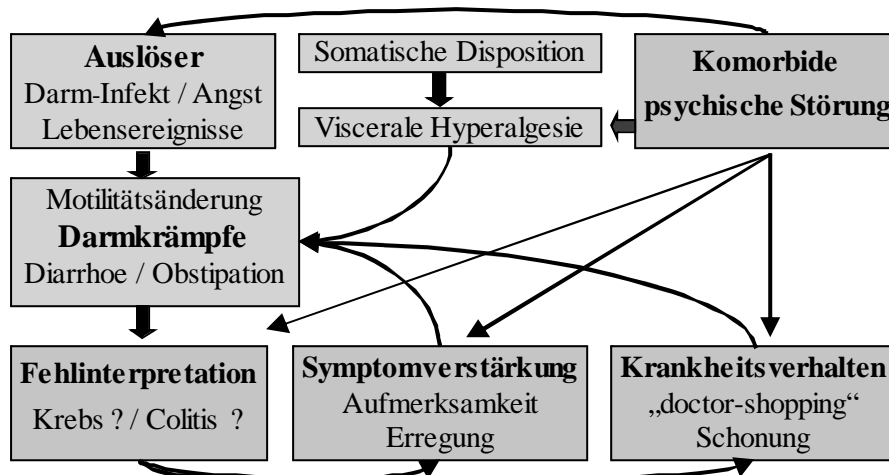 Auslöser
Darm-Infekt / Angst
Lebensereignisse
Somatische Disposition
Viscerale Hyperalgesie
Komorbide
psychische Störung
Motilitätsänderung
Darmkrämpfe
Diarrhoe / Obstipation
Fehlinterpretation
Krebs ? / Colitis ?
Symptomverstärkung
Aufmerksamkeit
Erregung
Krankheitsverhalten
„doctor-shopping“
Schonung